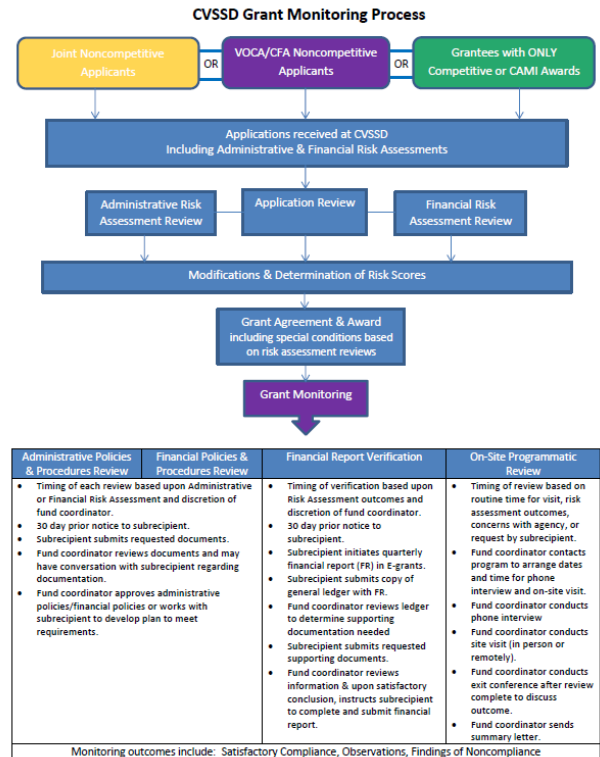 CVSSD Grant Monitoring Process
Joint Noncompetitive
Applicants
OR
VOCA/CFA Noncompetitive
Applicants
OR
Grantees with ONLY
Competitive or CAMI Awards
Applications received at CVSSD
Including Administrative & Financial Risk Assessments
Administrative Risk
Assessment Review
Application Review
Financial Risk
Assessment Review
Modifications & Determination of Risk Scores
Grant Agreement & Award
including special conditions based
on risk assessment reviews
Grant Monitoring
Administrative Policies
& Procedures Review
Financial Policies &
Procedures Review
• Timing of each review based upon Administrative
or Financial Risk Assessment and discretion of
fund coordinator.
• 30 day prior notice to subrecipient.
• Subrecipient submits requested documents.
• Fund coordinator reviews documents and may
have conversation with subrecipient regarding
documentation.
• Fund coordinator approves administrative
policies/financial policies or works with
subrecipient to develop plan to meet
requirements.
Financial Report Verification
• Timing of verification based upon
Risk Assessment outcomes and
discretion of fund coordinator.
• 30 day prior notice to
subrecipient.
• Subrecipient initiates quarterly
financial report (FR) in E-grants.
• Subrecipient submits copy of
general ledger with FR.
• Fund coordinator reviews ledger
to determine supporting
documentation needed
• Subrecipient submits requested
supporting documents.
• Fund coordinator reviews
information & upon satisfactory
conclusion, instructs subrecipient
to complete and submit financial
report.
On-Site Programmatic
Review
• Timing of review based on
routine time for visit, risk
assessment outcomes,
concerns with agency, or
request by subrecipient.
• Fund coordinator contacts
program to arrange dates
and time for phone
interview and on-site visit.
• Fund coordinator conducts
phone interview
• Fund coordinator conducts
site visit (in person or
remotely).
• Fund coordinator conducts
exit conference after review
complete to discuss
outcome.
• Fund coordinator sends
summary letter.
Monitoring outcomes include: Satisfactory Compliance, Observations, Findings of Noncompliance